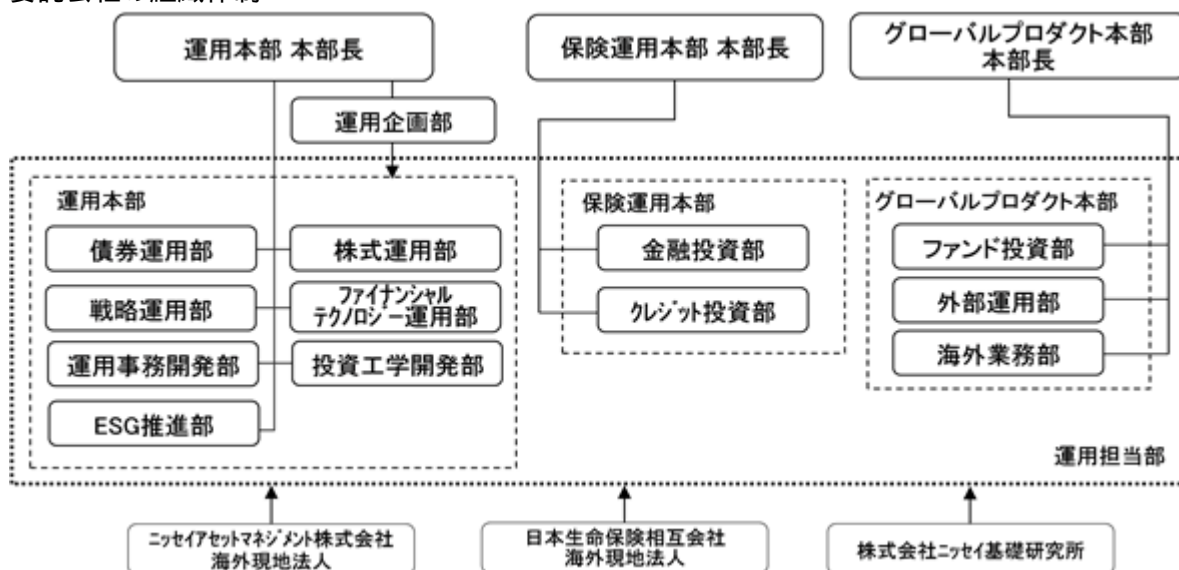 運用本部 本部長
保険運用本部 本部長
グローバルプロダクト本部
本部長
運用企画部
運用本部
債券運用部
株式運用部
戦略運用部
ファイナンシャル
テクノロジー運用部
運用事務開発部
投資工学開発部
ESG推進部
保険運用本部
金融投資部
クレジット投資部
グローバルプロダクト本部
ファンド投資部
外部運用部
海外業務部
運用担当部
ニッセイアセットマネジメント株式会社
海外現地法人
日本生命保険相互会社
海外現地法人
株式会社ニッセイ基礎研究所